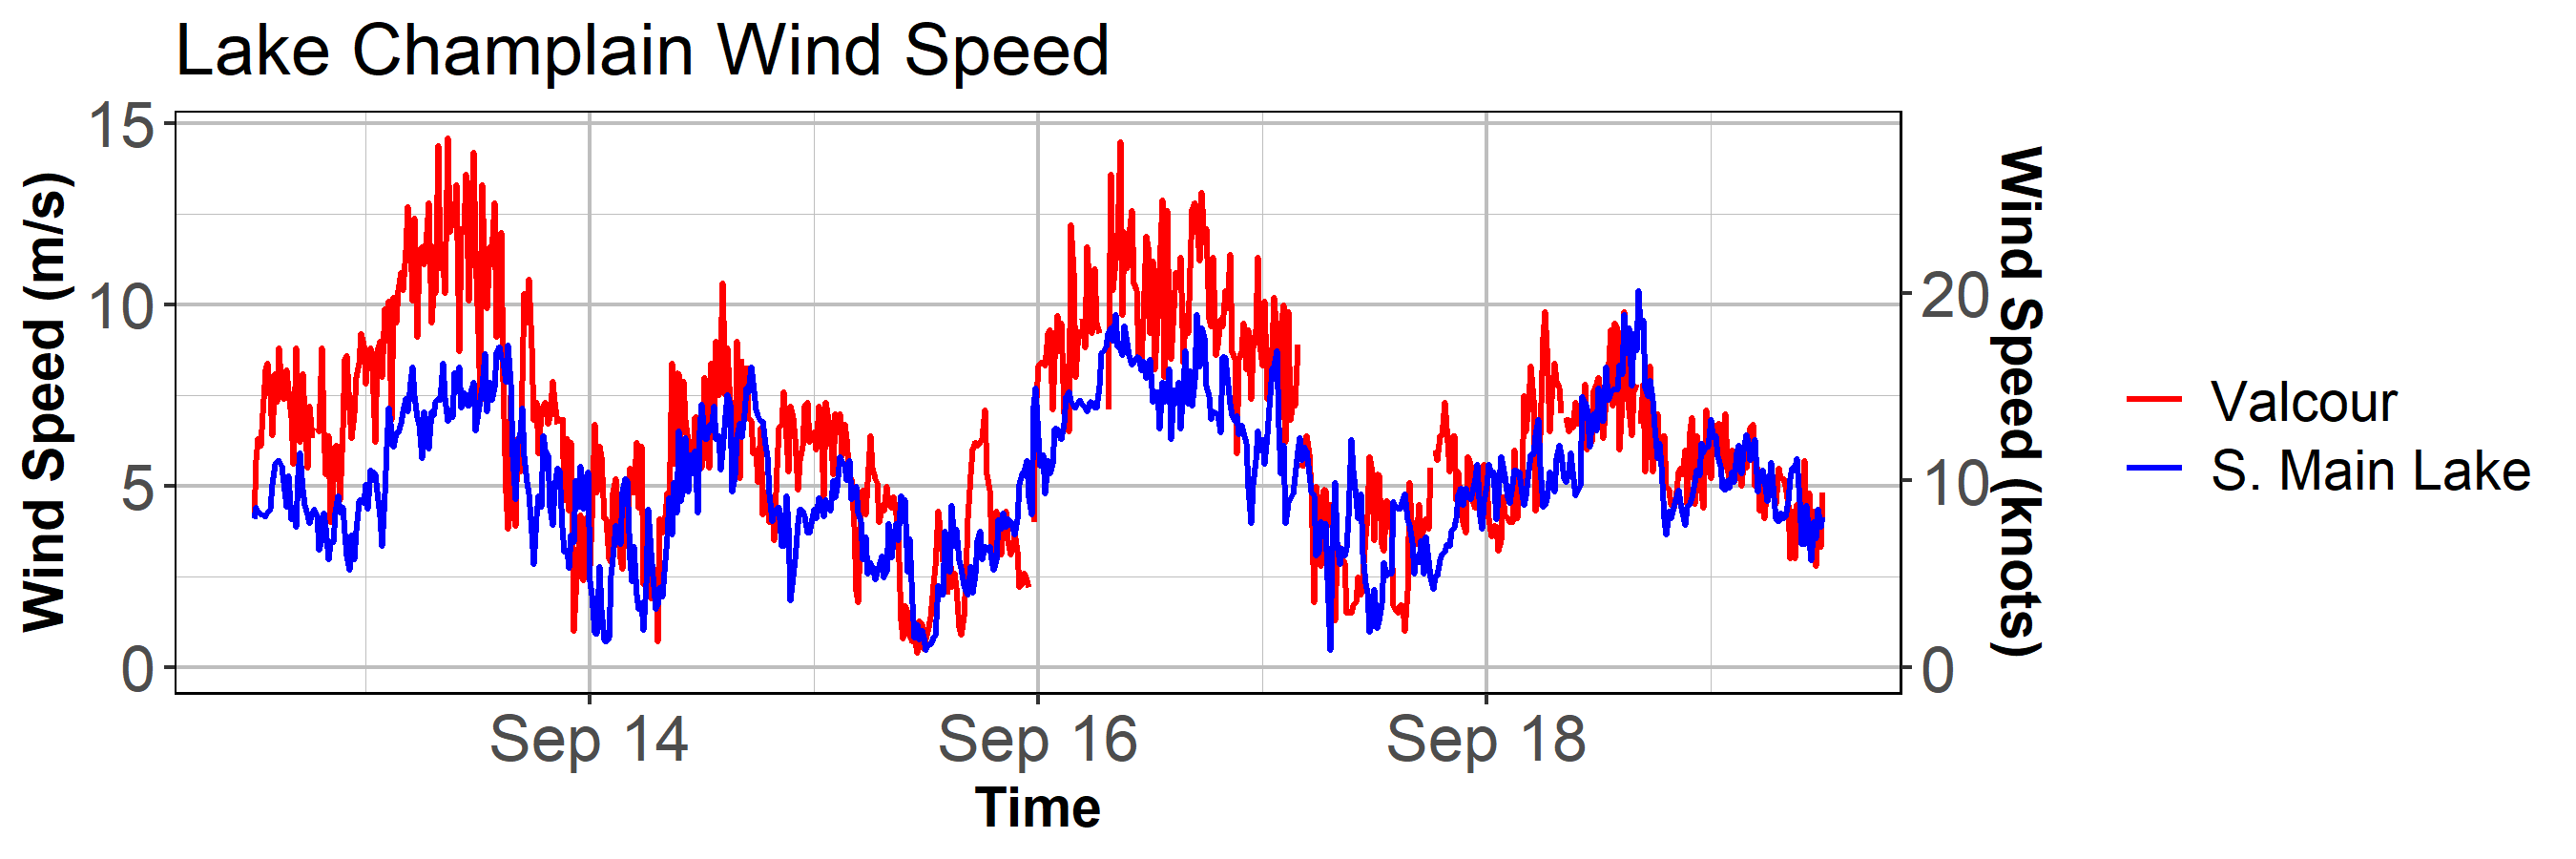 Lake Champlain Wind Speed
15
10
5
0
Wind Speed (m/s)
20
10
0
Wind Speed (knots)
Sep 14
Sep 16
Sep 18
Time
Valcour
S. Main Lake